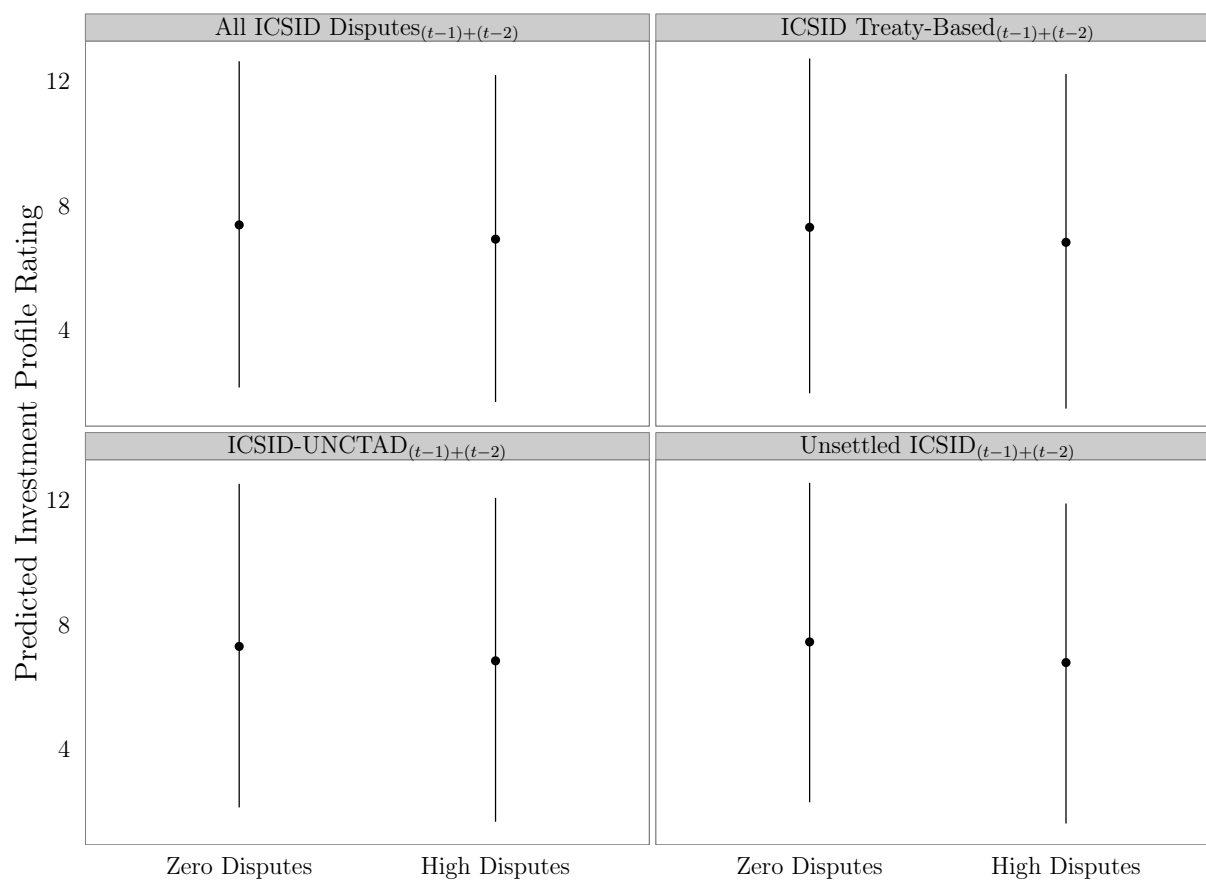 All ICSID Disputes(t−1)+(t−2)
ICSID Treaty-Based(t−1)+(t−2)
12
8
4
Predicted Investment Profile Rating
ICSID-UNCTAD(t−1)+(t−2)
Unsettled ICSID(t−1)+(t−2)
12
8
4
Zero Disputes
High Disputes
Zero Disputes
High Disputes